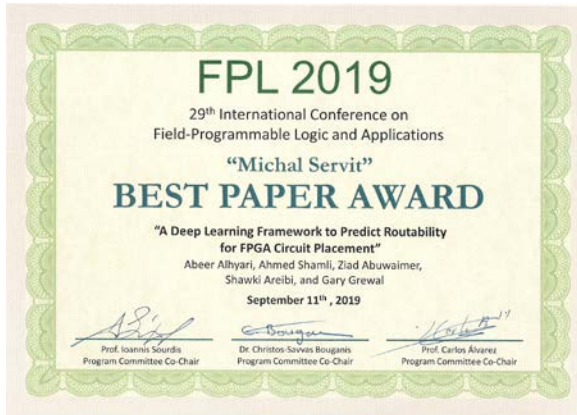 FPL 2019
29th International Conference on
Field-Programmable Logic and Applications
“Michal Servit”
BEST PAPER AWARD
“A Deep Learning Framework to Predict Routability
for FPGA Circuit Placement”
Abeer Alhyari, Ahmed Shamli, Ziad Abuwaimer,
Shawki Areibi, and Gary Grewal
September 11th , 2019
Prof. Ioannis Sourdis
Program Committee Co-Chair
Dr. Christos-Savvas Bouganis
Program Committee Co-Chair
Prof. Carlos Álvarez
Program Committee Co-Chair